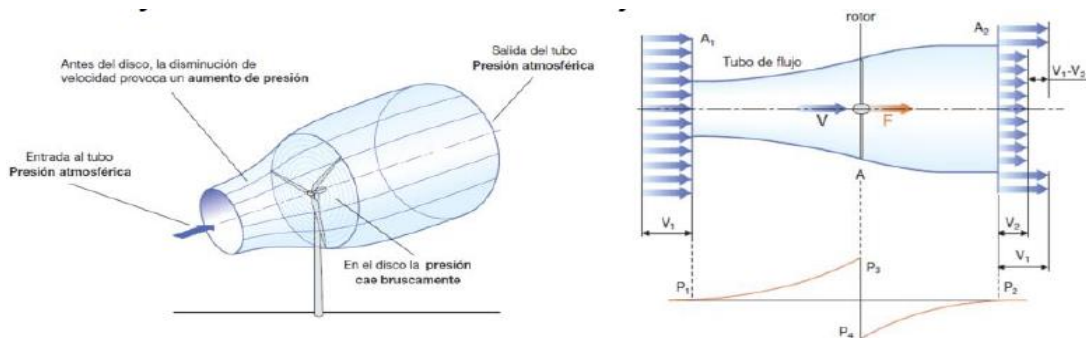 Antes del disco, la disminución de
velocidad provoca un aumento de presión
Salida del tubo
Presión atmosférica
Entrada al tubo
Presión atmosférica
En el disco la presión
cae bruscamente
rotor
A₁
A₂
Tubo de flujo
V₁-V₂
V
F
A
V₁
V₂
V₁
P₁
P₃
P₂
P₄